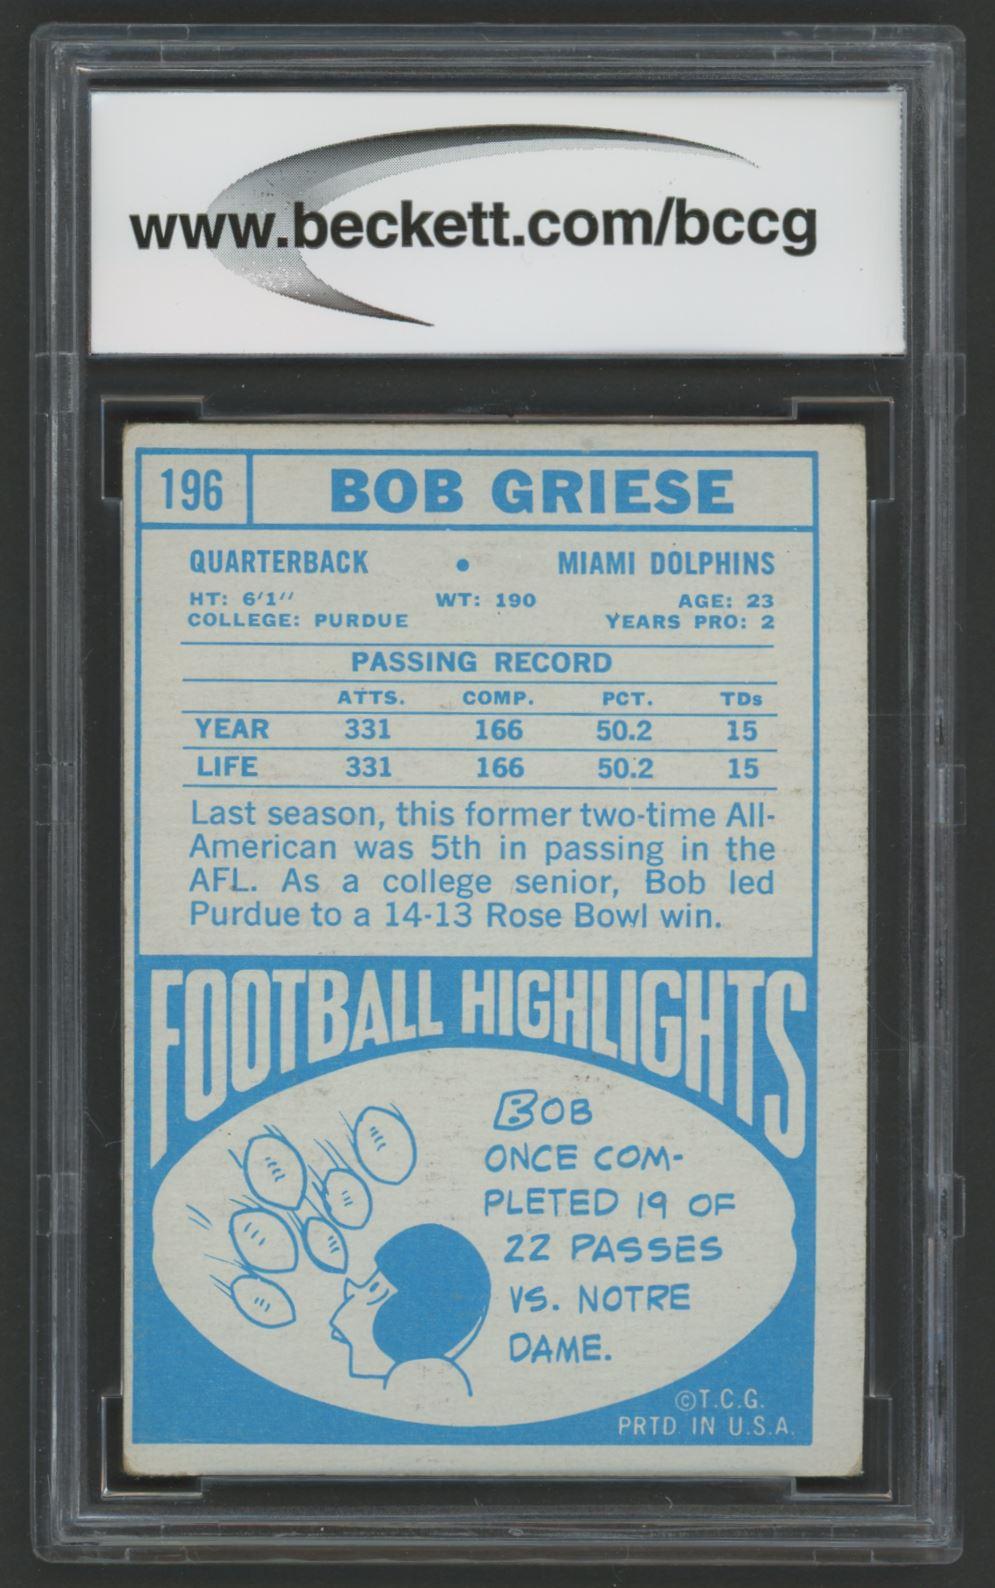 www.beckett.com/bccg
196 BOB GRIESE
QUARTERBACK • MIAMI DOLPHINS
HT: 6'1'' WT: 190 AGE: 23
COLLEGE: PURDUE YEARS PRO: 2
PASSING RECORD
ATTS. COMP. PCT. TDs
YEAR 331 166 50.2 15
LIFE 331 166 50.2 15
Last season, this former two-time All-
American was 5th in passing in the
AFL. As a college senior, Bob led
Purdue to a 14-13 Rose Bowl win.
FOOTBALL HIGHLIGHTS
BOB
ONCE COM-
PLETED 19 OF
22 PASSES
VS. NOTRE
DAME.
©T.C.G.
PRTD IN U.S.A.